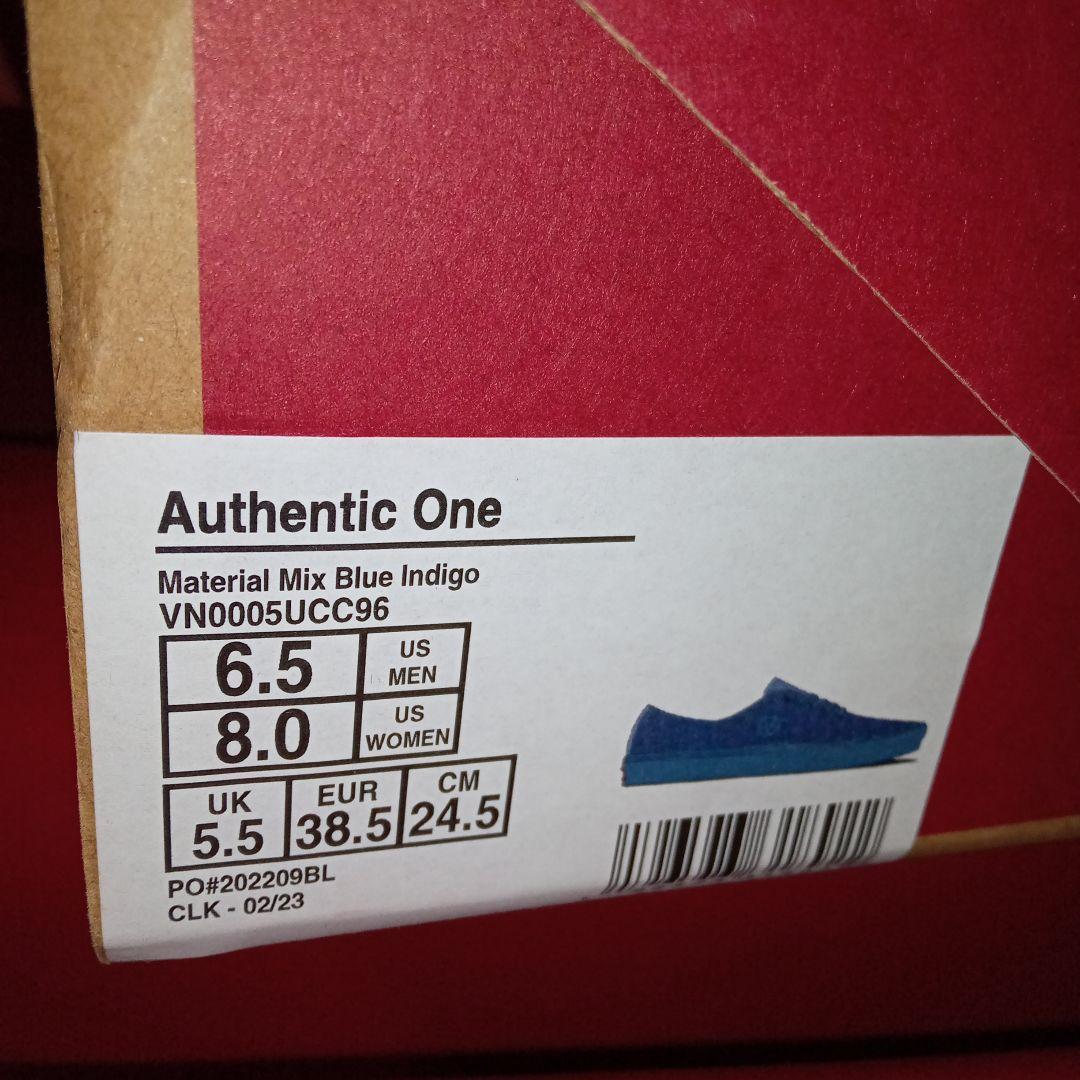 Authentic One
Material Mix Blue Indigo
VN0005UCC96
6.5 US MEN
8.0 US WOMEN
UK EUR CM
5.5 38.5 24.5
PO#202209BL
CLK - 02/23